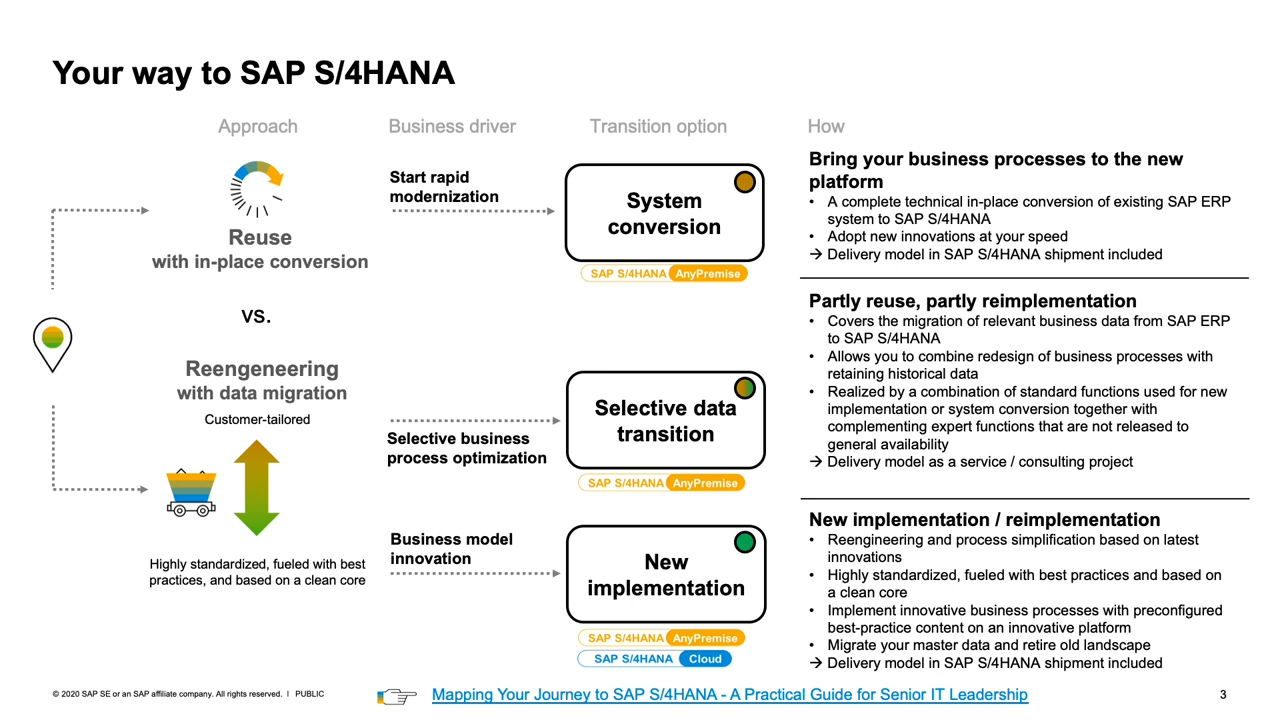 Your way to SAP S/4HANA
Approach
Business driver
Transition option
How
Reuse
with in-place conversion
Start rapid
modernization
System
conversion
SAP S/4HANA AnyPremise
Bring your business processes to the new
platform
• A complete technical in-place conversion of existing SAP ERP
system to SAP S/4HANA
• Adopt new innovations at your speed
→ Delivery model in SAP S/4HANA shipment included
VS.
Reengeneering
with data migration
Customer-tailored
Highly standardized, fueled with best
practices, and based on a clean core
Selective business
process optimization
Selective data
transition
SAP S/4HANA AnyPremise
Partly reuse, partly reimplementation
• Covers the migration of relevant business data from SAP ERP
to SAP S/4HANA
• Allows you to combine redesign of business processes with
retaining historical data
• Realized by a combination of standard functions used for new
implementation or system conversion together with
complementing expert functions that are not released to
general availability
→ Delivery model as a service / consulting project
Business model
innovation
New
implementation
SAP S/4HANA AnyPremise
SAP S/4HANA Cloud
New implementation / reimplementation
• Reengineering and process simplification based on latest
innovations
• Highly standardized, fueled with best practices and based on
a clean core
• Implement innovative business processes with preconfigured
best-practice content on an innovative platform
• Migrate your master data and retire old landscape
→ Delivery model in SAP S/4HANA shipment included
© 2020 SAP SE or an SAP affiliate company. All rights reserved. | PUBLIC
Mapping Your Journey to SAP S/4HANA - A Practical Guide for Senior IT Leadership
3